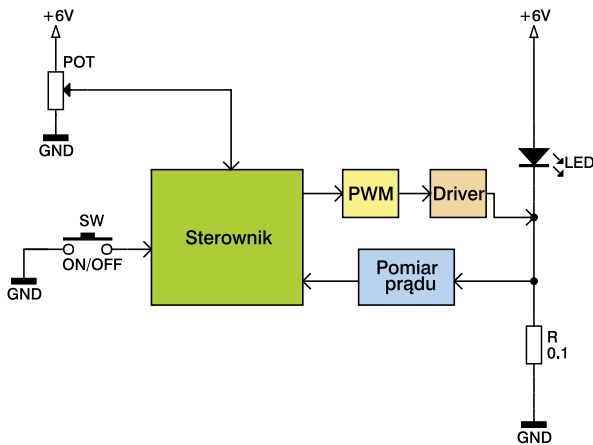 +6V
+6V
POT
GND
LED
PWM
Driver
SW
Sterownik
ON/OFF
Pomiar
prądu
GND
R
0.1
GND